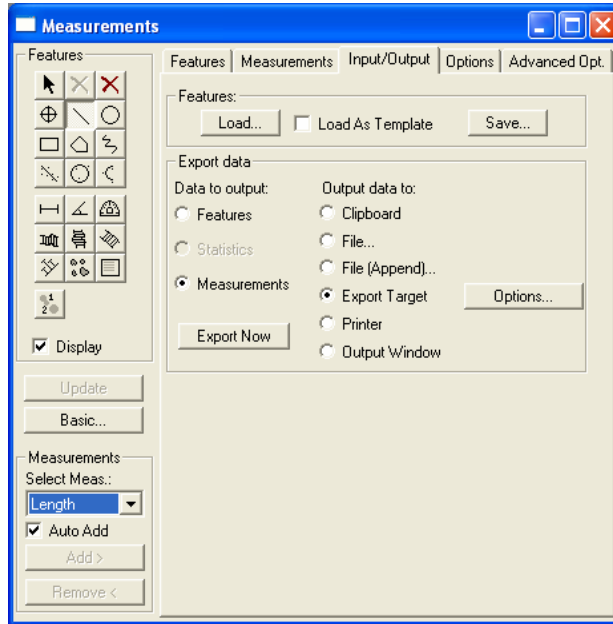 Measurements
Features
1
2
Display
Update
Basic...
Measurements
Select Meas.:
Length
Auto Add
Add >
Remove <
Features Measurements Input/Output Options Advanced Opt.
Features:
Load... Load As Template Save...
Export data
Data to output: Output data to:
Features Clipboard
Statistics File...
Measurements File (Append)...
Export Now Export Target Options...
Printer
Output Window